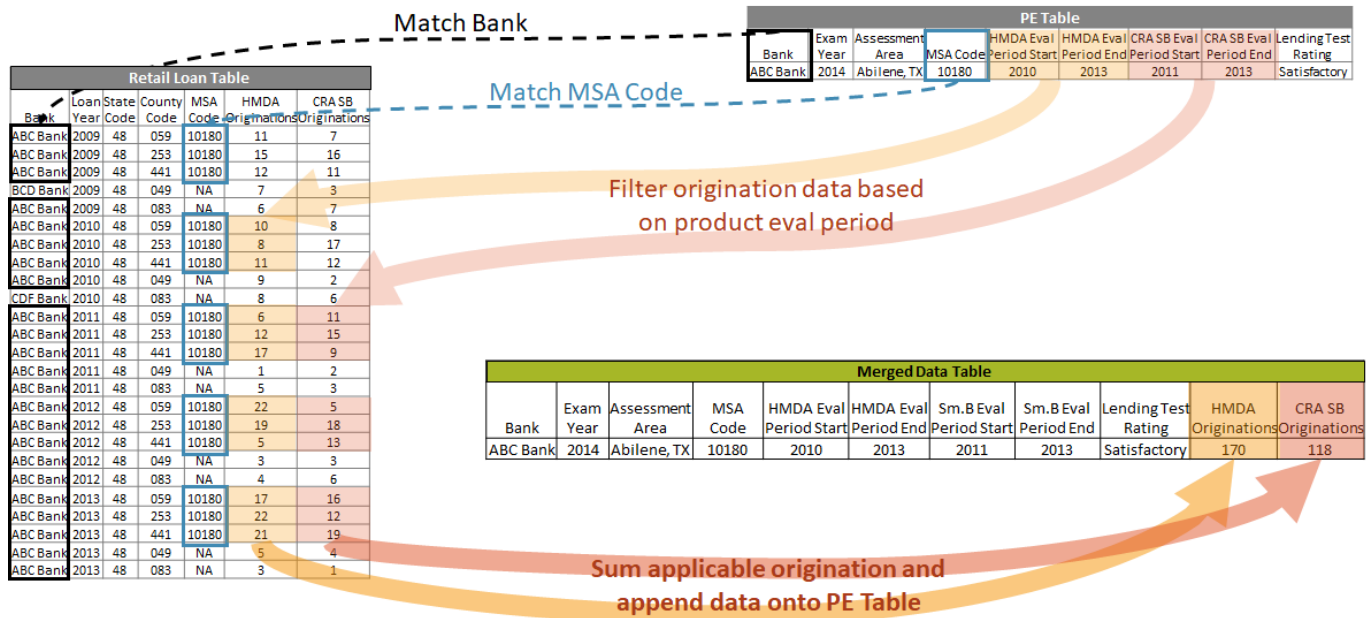 Match Bank
PE Table
Bank Exam Year Assessment Area MSA Code HMDA Eval Period Start HMDA Eval Period End CRA SB Eval Period Start CRA SB Eval Period End Lending Test Rating
ABC Bank 2014 Abilene, TX 10180 2010 2013 2011 2013 Satisfactory
Match MSA Code
Retail Loan Table
Bank Loan Year State Code County Code MSA Code HMDA Originations CRA SB Originations
ABC Bank 2009 48 059 10180 11 7
ABC Bank 2009 48 253 10180 15 16
ABC Bank 2009 48 441 10180 12 11
BCD Bank 2009 48 049 NA 7 3
ABC Bank 2009 48 083 NA 6 7
ABC Bank 2010 48 059 10180 10 8
ABC Bank 2010 48 253 10180 8 17
ABC Bank 2010 48 441 10180 11 12
ABC Bank 2010 48 049 NA 9 2
CDF Bank 2010 48 083 NA 8 6
ABC Bank 2011 48 059 10180 6 11
ABC Bank 2011 48 253 10180 12 15
ABC Bank 2011 48 441 10180 17 9
ABC Bank 2011 48 049 NA 1 2
ABC Bank 2011 48 083 NA 5 3
ABC Bank 2012 48 059 10180 22 5
ABC Bank 2012 48 253 10180 19 18
ABC Bank 2012 48 441 10180 5 13
ABC Bank 2012 48 049 NA 3 3
ABC Bank 2012 48 083 NA 4 6
ABC Bank 2013 48 059 10180 17 16
ABC Bank 2013 48 253 10180 22 12
ABC Bank 2013 48 441 10180 21 19
ABC Bank 2013 48 049 NA 5 4
ABC Bank 2013 48 083 NA 3 1
Filter origination data based
on product eval period
Merged Data Table
Bank Exam Year Assessment Area MSA Code HMDA Eval Period Start HMDA Eval Period End Sm.B Eval Period Start Sm.B Eval Period End Lending Test Rating HMDA Originations CRA SB Originations
ABC Bank 2014 Abilene, TX 10180 2010 2013 2011 2013 Satisfactory 170 118
Sum applicable origination and
append data onto PE Table